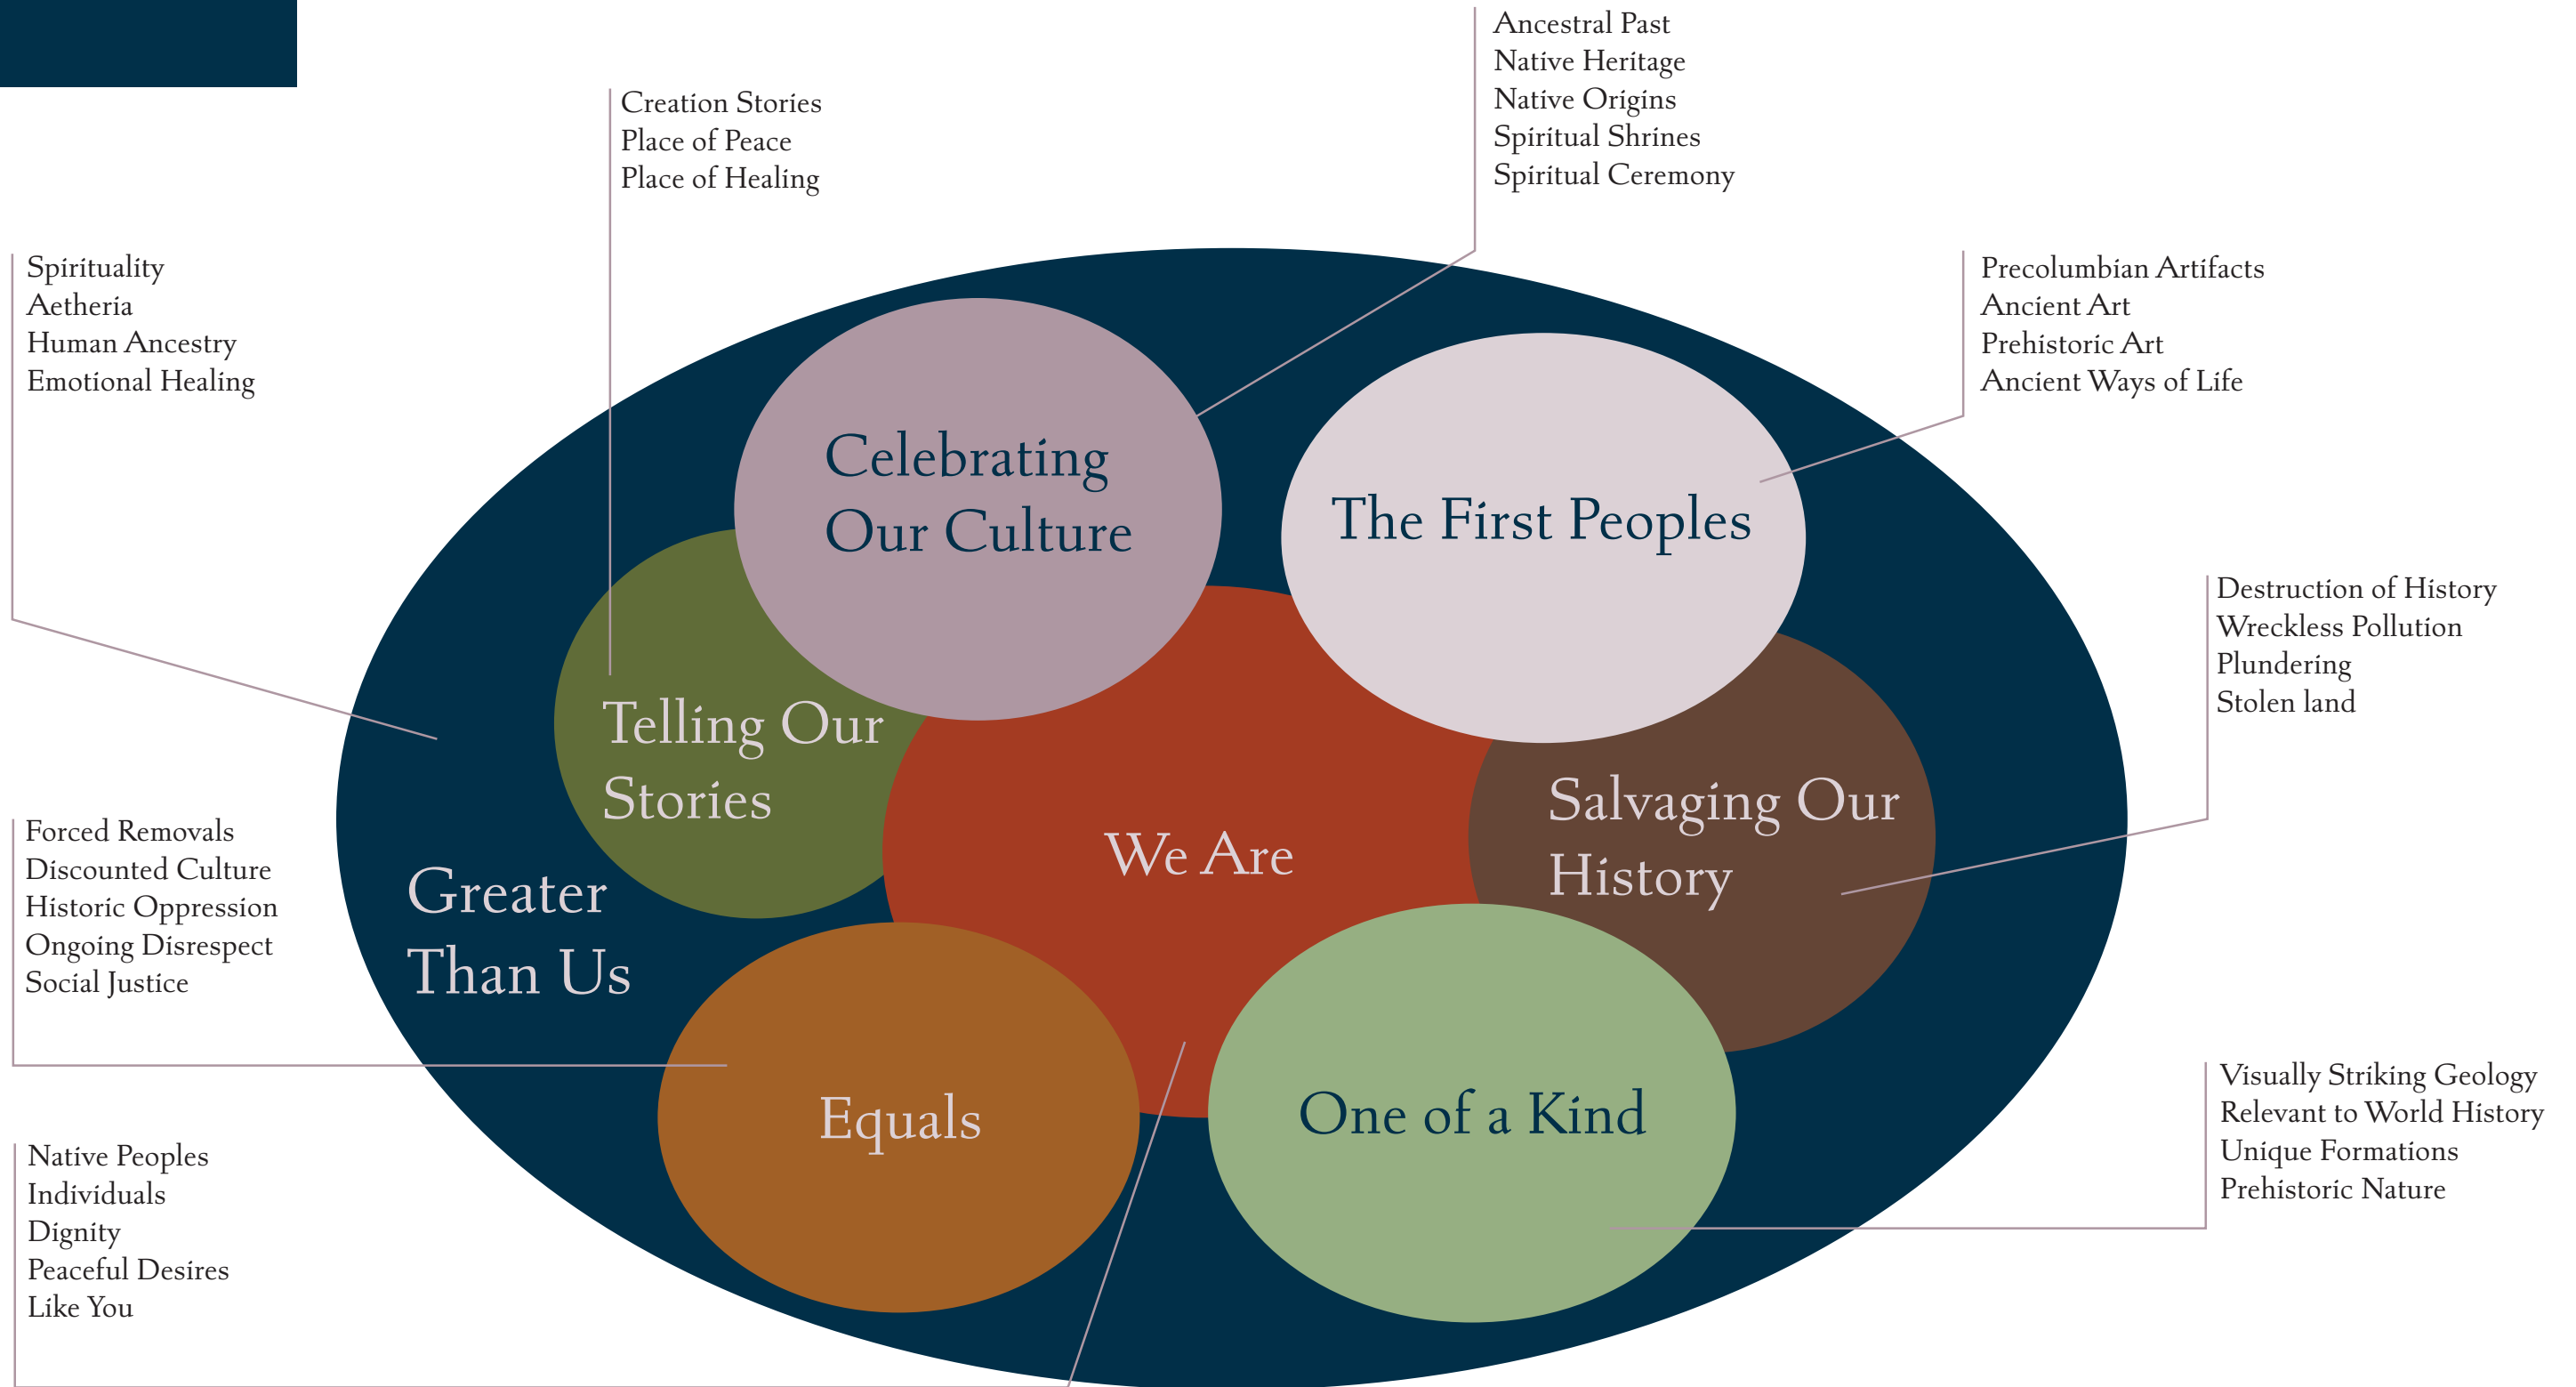 Ancestral Past
Native Heritage
Native Origins
Spiritual Shrines
Spiritual Ceremony
Creation Stories
Place of Peace
Place of Healing
Spirituality
Aetheria
Human Ancestry
Emotional Healing
Precolumbian Artifacts
Ancient Art
Prehistoric Art
Ancient Ways of Life
Celebrating
Our Culture
The First Peoples
Destruction of History
Wreckless Pollution
Plundering
Stolen land
Telling Our
Stories
We Are
Salvaging Our
History
Greater
Than Us
Forced Removals
Discounted Culture
Historic Oppression
Ongoing Disrespect
Social Justice
Equals
One of a Kind
Visually Striking Geology
Relevant to World History
Unique Formations
Prehistoric Nature
Native Peoples
Individuals
Dignity
Peaceful Desires
Like You